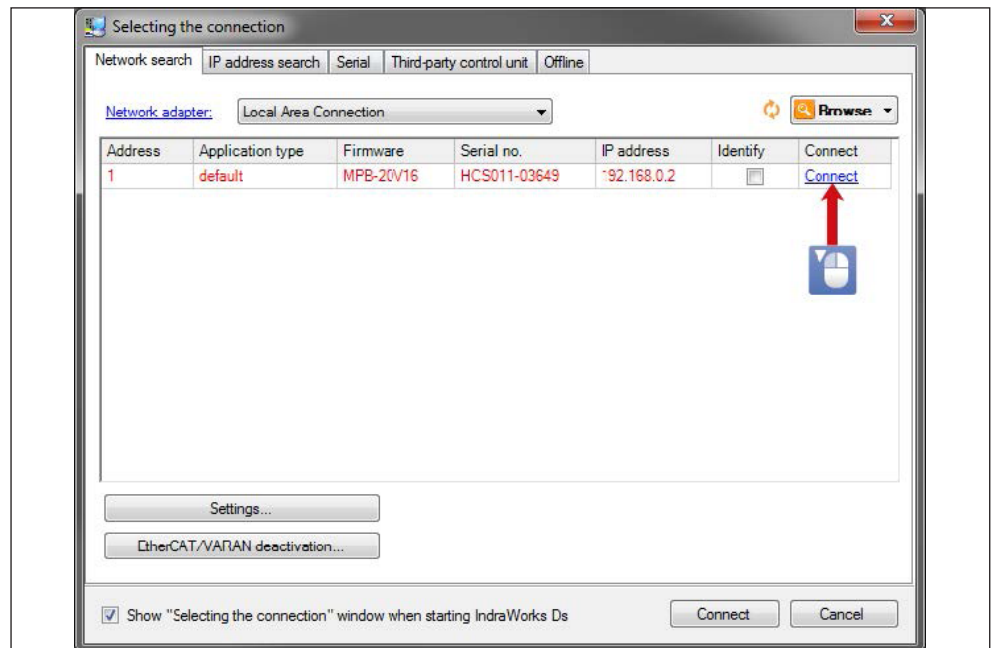 Selecting the connection
Network search IP address search Serial Third-party control unit Offline
Network adapter: Local Area Connection Browse
Address Application type Firmware Serial no. IP address Identify Connect
1 default MPB-20V16 HCS011-03649 192.168.0.2 Connect
Settings...
EtherCAT/VARAN deactivation...
Show "Selecting the connection" window when starting IndraWorks Ds Connect Cancel